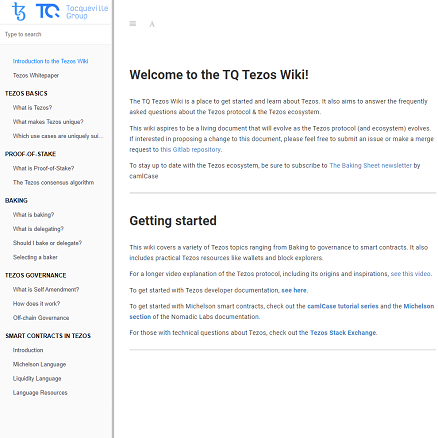 TQ Tocqueville
Group
Type to search
Introduction to the Tezos Wiki
Tezos Whitepaper
TEZOS BASICS
What is Tezos?
What makes Tezos unique?
Which use cases are uniquely sui...
PROOF-OF-STAKE
What is Proof-of-Stake?
The Tezos consensus algorithm
BAKING
What is baking?
What is delegating?
Should I bake or delegate?
Selecting a baker
TEZOS GOVERNANCE
What is Self Amendment?
How does it work?
Off-chain Governance
SMART CONTRACTS IN TEZOS
Introduction
Michelson Language
Liquidity Language
Language Resources
A
Welcome to the TQ Tezos Wiki!
The TQ Tezos Wiki is a place to get started and learn about Tezos. It also aims to answer the frequently
asked questions about the Tezos protocol & the Tezos ecosystem.
This wiki aspires to be a living document that will evolve as the Tezos protocol (and ecosystem) evolves.
If interested in proposing a change to this document, please feel free to submit an issue or make a merge
request to this Gitlab repository.
To stay up to date with the Tezos ecosystem, be sure to subscribe to The Baking Sheet newsletter by
camlCase
Getting started
This wiki covers a variety of Tezos topics ranging from Baking to governance to smart contracts. It also
includes practical Tezos resources like wallets and block explorers.
For a longer video explanation of the Tezos protocol, including its origins and inspirations, see this video.
To get started with Tezos developer documentation, see here.
To get started with Michelson smart contracts, check out the camlCase tutorial series and the Michelson
section of the Nomadic Labs documentation.
For those with technical questions about Tezos, check out the Tezos Stack Exchange.